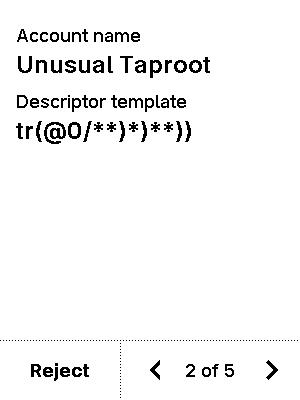 Account name
Unusual Taproot
Descriptor template
tr(@0/**)*)**))
Reject
2 of 5